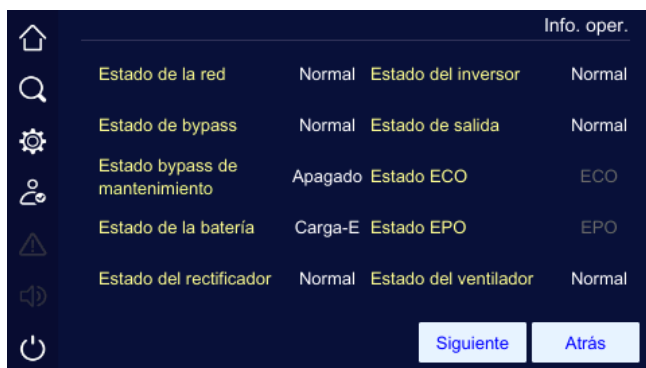 Info. oper.
Estado de la red Normal Estado del inversor Normal
Estado de bypass Normal Estado de salida Normal
Estado bypass de
mantenimiento Apagado Estado ECO ECO
Estado de la batería Carga-E Estado EPO EPO
Estado del rectificador Normal Estado del ventilador Normal
Siguiente Atrás